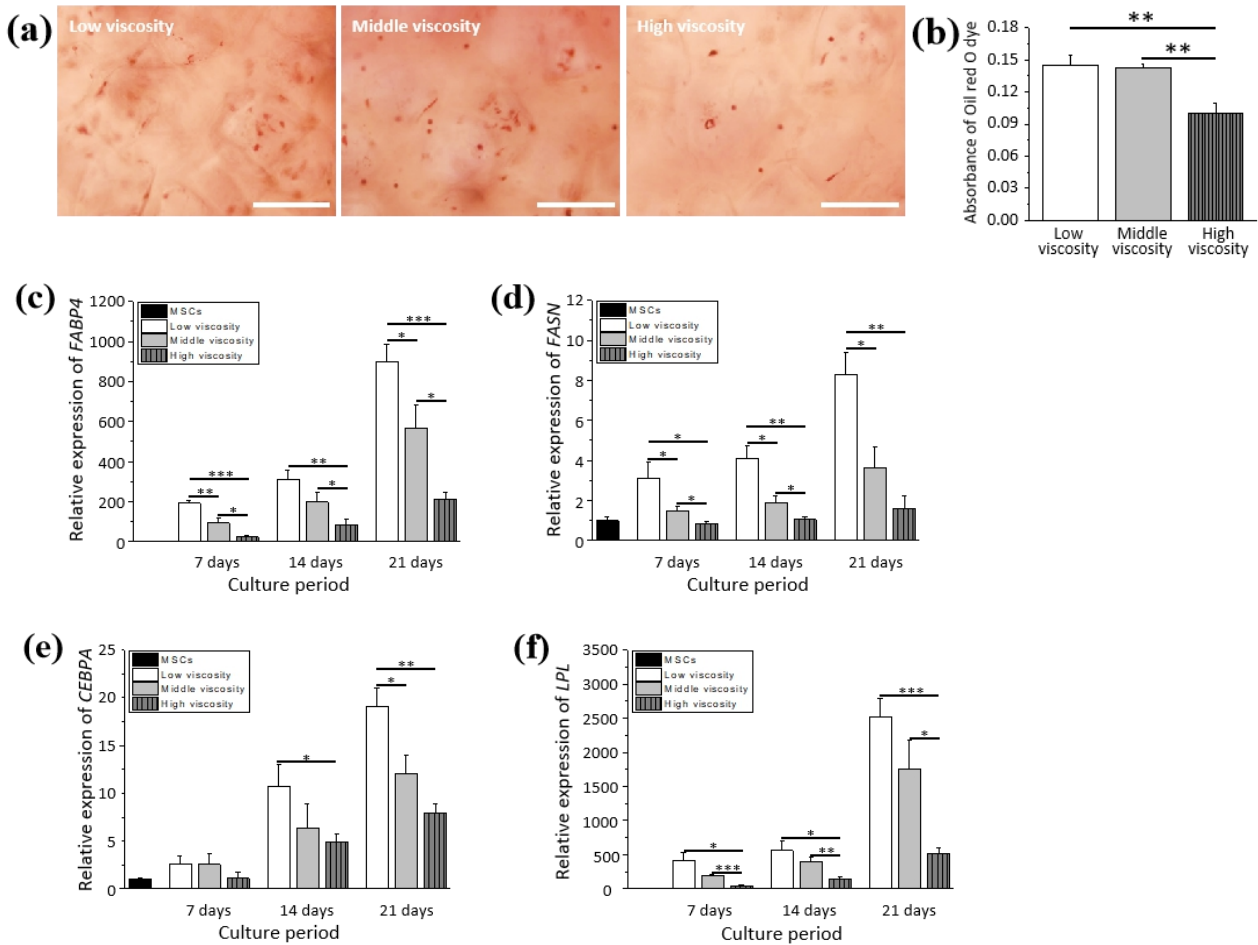 (a)
Low viscosity
Middle viscosity
High viscosity
(b)
Absorbance of Oil red O dye
0.18
0.15
0.12
0.09
0.06
0.03
0.00
**
**
Low
viscosity
Middle
viscosity
High
viscosity
(c)
Relative expression of FABP4
1200
1000
800
600
400
200
0
MSCs
Low viscosity
Middle viscosity
High viscosity
***
**
*
**
*
***
*
*
7 days
14 days
21 days
Culture period
(d)
Relative expression of FASN
12
10
8
6
4
2
0
MSCs
Low viscosity
Middle viscosity
High viscosity
*
*
*
**
*
*
**
*
7 days
14 days
21 days
Culture period
(e)
Relative expression of CEBPA
25
20
15
10
5
0
MSCs
Low viscosity
Middle viscosity
High viscosity
*
**
*
7 days
14 days
21 days
Culture period
(f)
Relative expression of LPL
3500
3000
2500
2000
1500
1000
500
0
MSCs
Low viscosity
Middle viscosity
High viscosity
*
***
*
**
***
*
7 days
14 days
21 days
Culture period